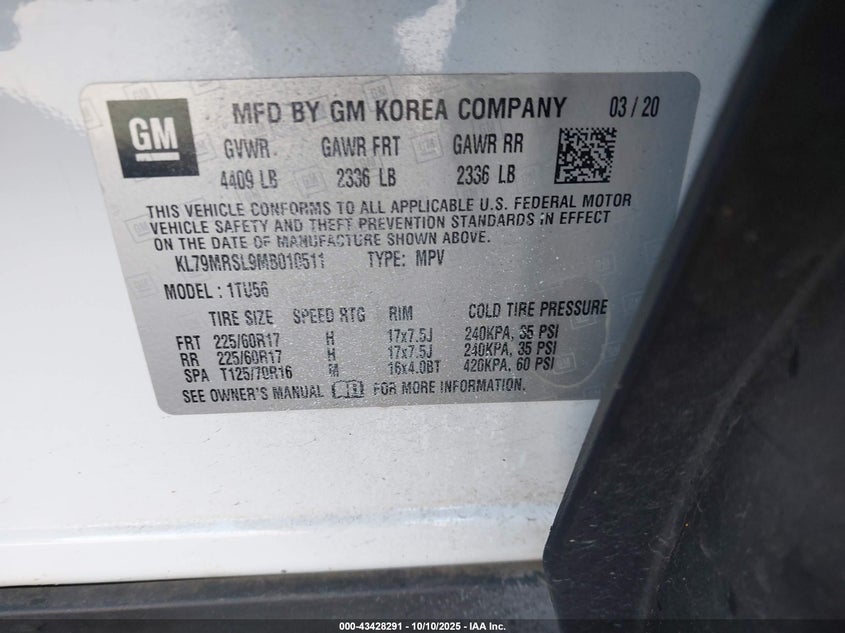 GM
MFD BY GM KOREA COMPANY 03/20
GVWR GAWR FRT GAWR RR
4409 LB 2336 LB 2336 LB
THIS VEHICLE CONFORMS TO ALL APPLICABLE U.S. FEDERAL MOTOR
VEHICLE SAFETY AND THEFT PREVENTION STANDARDS IN EFFECT
ON THE DATE OF MANUFACTURE SHOWN ABOVE.
KL79MRSL9MB010511 TYPE: MPV
MODEL: 1TU56
TIRE SIZE SPEED RTG RIM COLD TIRE PRESSURE
FRT 225/60R17 H 17x7.5J 240KPA, 35 PSI
RR 225/60R17 H 17x7.5J 240KPA, 35 PSI
SPA T125/70R16 M 16x4.0BT 420KPA, 60 PSI
SEE OWNER'S MANUAL FOR MORE INFORMATION.
000-43428291 - 10/10/2025 - IAA Inc.